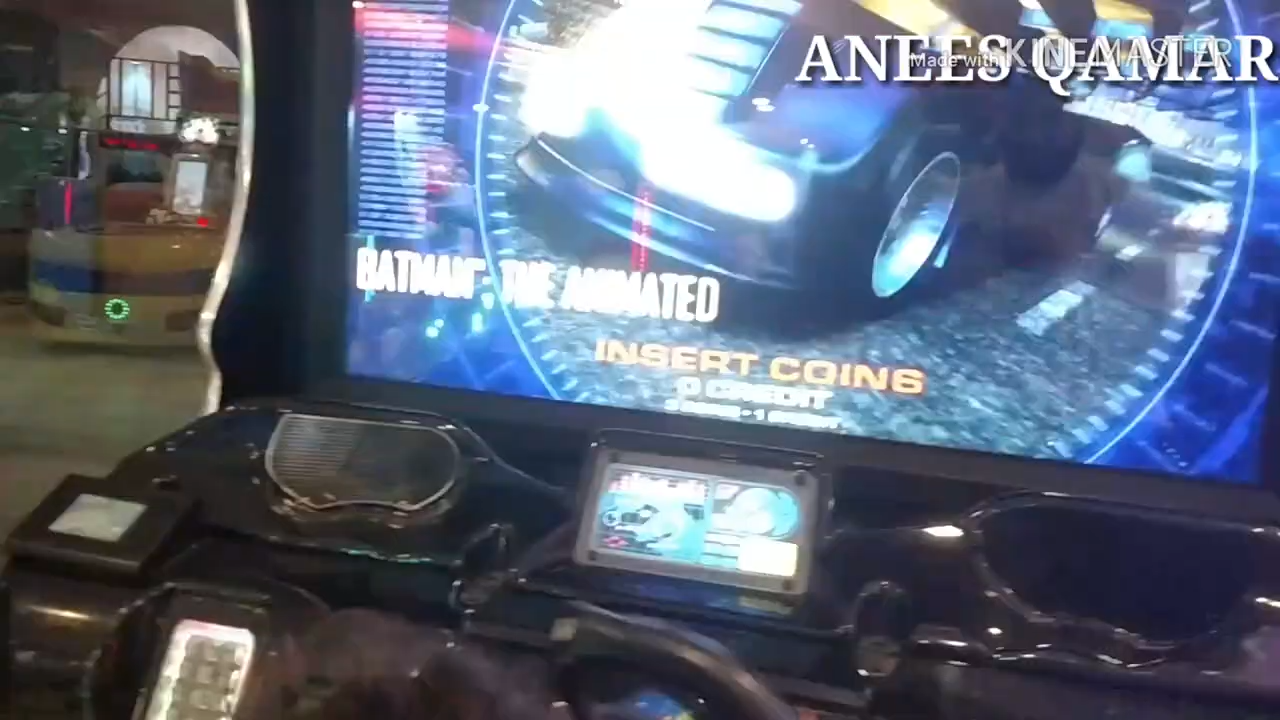 ANEES QAMAR
Made with KINEMASTER
BATMAN: THE ANIMATED
INSERT COINS
0 CREDIT